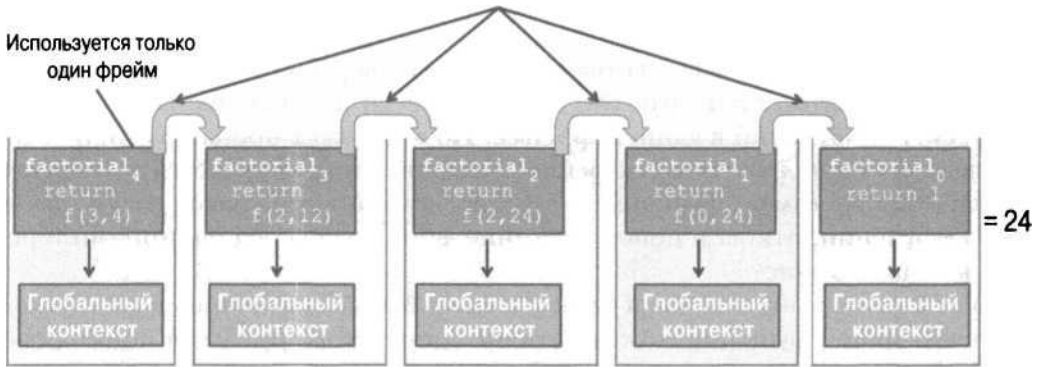 Используется только
один фрейм
factorial4
return
f(3,4)
factorial3
return
f(2,12)
factorial2
return
f(2,24)
factorial1
return
f(0,24)
factorial0
return 1
= 24
Глобальный
контекст
Глобальный
контекст
Глобальный
контекст
Глобальный
контекст
Глобальный
контекст